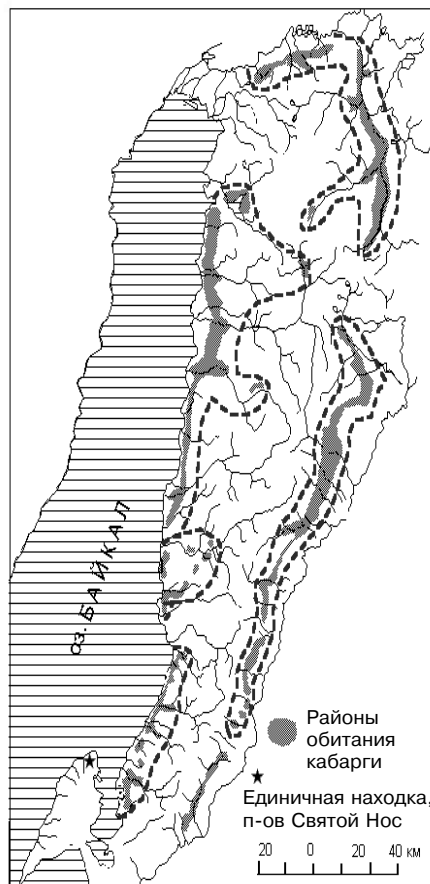 оз. БАЙКАЛ
Районы
обитания
кабарги
Единичная находка,
п-ов Святой Нос
20 0 20 40 км